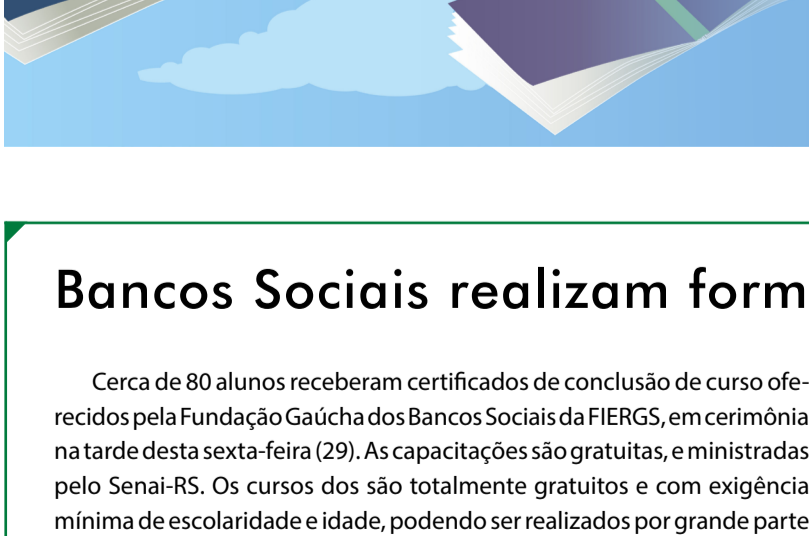 Bancos Sociais realizam form
Cerca de 80 alunos receberam certificados de conclusão de curso ofe-
recidos pela Fundação Gaúcha dos Bancos Sociais da FIERGS, em cerimônia
na tarde desta sexta-feira (29). As capacitações são gratuitas, e ministradas
pelo Senai-RS. Os cursos dos são totalmente gratuitos e com exigência
mínima de escolaridade e idade, podendo ser realizados por grande parte